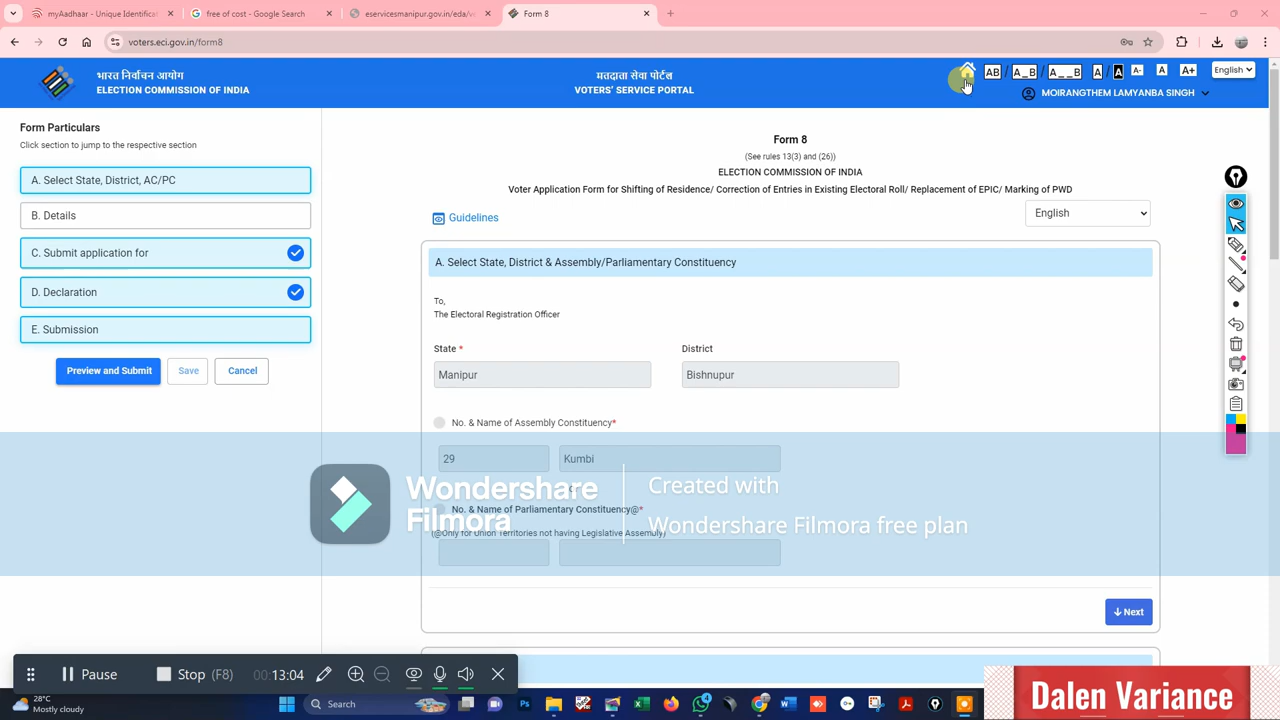 myAadhaar - Unique Identificat
free of cost - Google Search
eservicesmanipur.gov.in/eda/v
Form 8
voters.eci.gov.in/form8
भारत निर्वाचन आयोग
ELECTION COMMISSION OF INDIA
मतदाता सेवा पोर्टल
VOTERS' SERVICE PORTAL
AB / A_B / A__B A / A A- A A+
English
MOIRANGTHEM LAMYANBA SINGH
Form Particulars
Click section to jump to the respective section
A. Select State, District, AC/PC
B. Details
C. Submit application for
D. Declaration
E. Submission
Preview and Submit
Save
Cancel
Form 8
(See rules 13(3) and (26))
ELECTION COMMISSION OF INDIA
Voter Application Form for Shifting of Residence/ Correction of Entries in Existing Electoral Roll/ Replacement of EPIC/ Marking of PWD
Guidelines
English
A. Select State, District & Assembly/Parliamentary Constituency
To,
The Electoral Registration Officer
State *
District
Manipur
Bishnupur
No. & Name of Assembly Constituency*
29
Kumbi
No. & Name of Parliamentary Constituency@*
(@Only for Union Territories not having Legislative Assembly)
Next
Wondershare
Filmora
Created with
Wondershare Filmora free plan
Pause
Stop (F8)
00:13:04
28°C
Mostly cloudy
Search
Dalen Variance